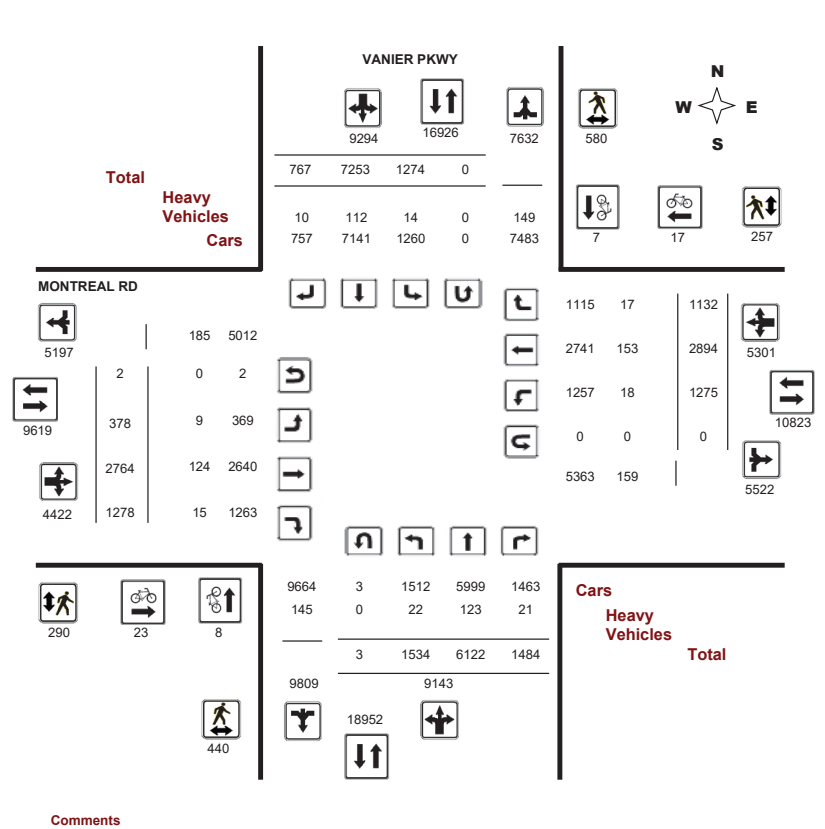 VANIER PKWY
N
W E
S
9294 16926 7632 580
Total 767 7253 1274 0
Heavy
Vehicles 10 112 14 0 149
Cars 757 7141 1260 0 7483
7 17 257
MONTREAL RD
5197 185 5012
1115 17 1132
2 0 2
2741 153 2894 5301
9619 378 9 369
1257 18 1275 10823
2764 124 2640
0 0 0
4422 1278 15 1263
5363 159 5522
9664 3 1512 5999 1463 Cars
145 0 22 123 21 Heavy
Vehicles
290 23 8
3 1534 6122 1484 Total
9809 9143
18952
440
Comments